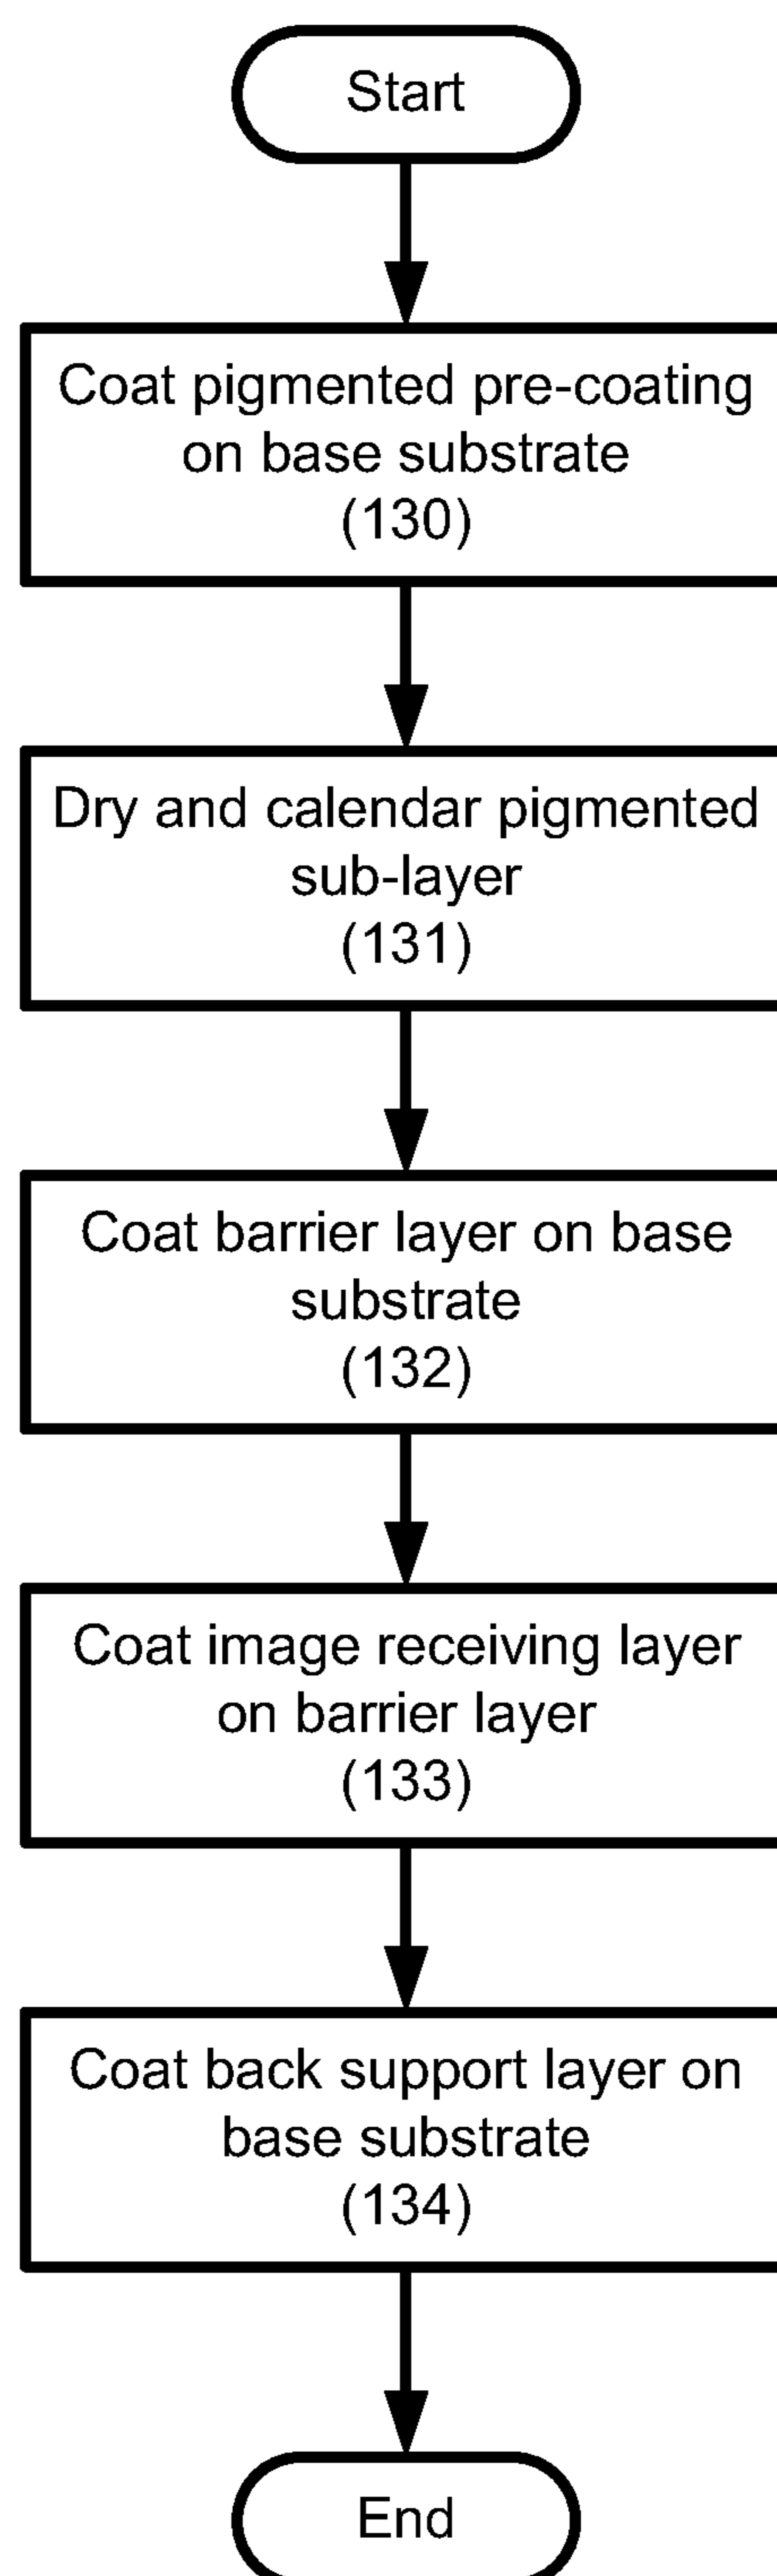 Start
Coat pigmented pre-coating
on base substrate
(130)
Dry and calendar pigmented
sub-layer
(131)
Coat barrier layer on base
substrate
(132)
Coat image receiving layer
on barrier layer
(133)
Coat back support layer on
base substrate
(134)
End